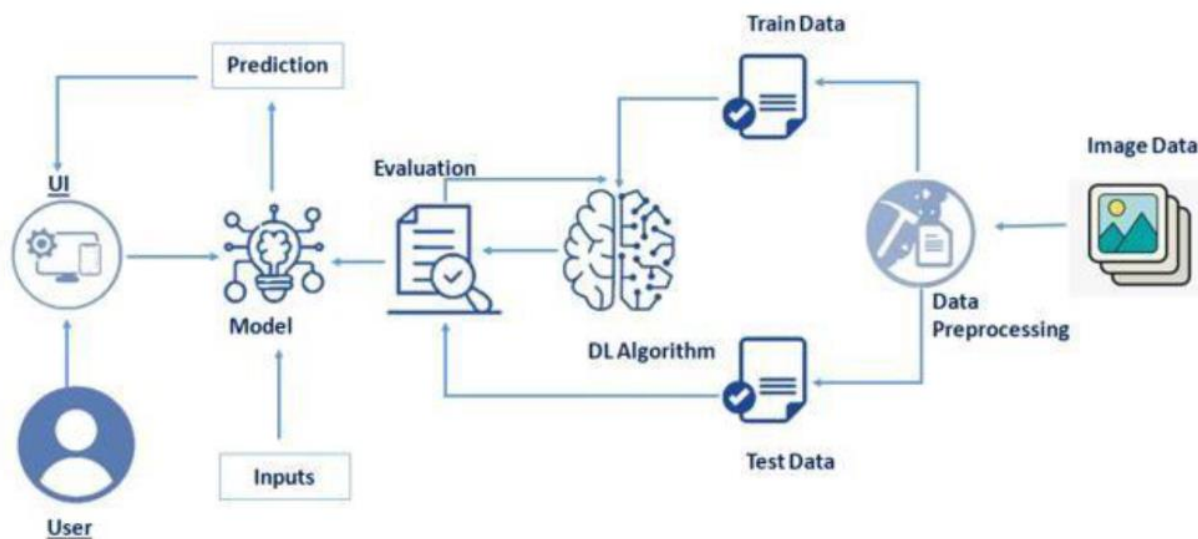 Train Data
Prediction
Image Data
Evaluation
UI
Data
Preprocessing
Model
DL Algorithm
Test Data
Inputs
User